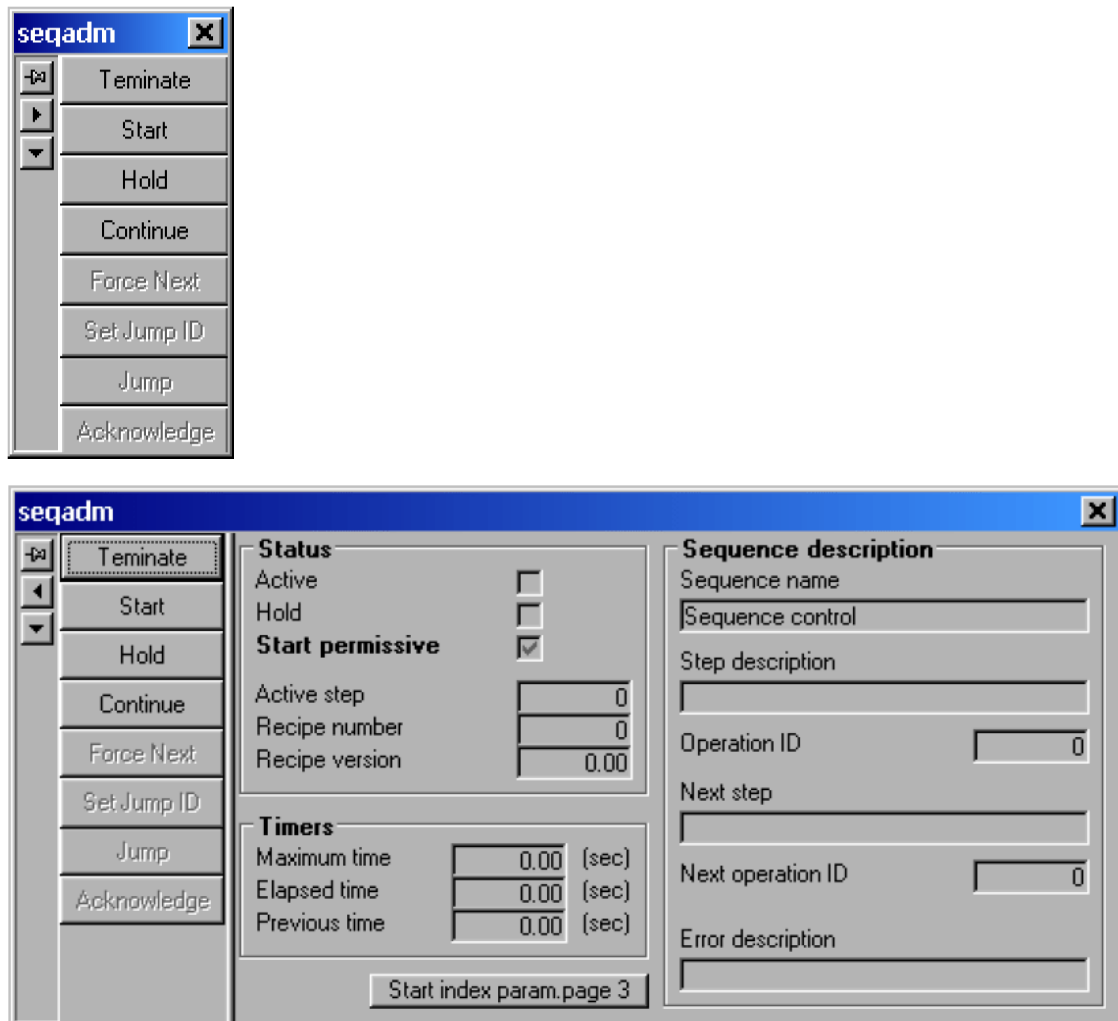 seqadm
Teminate
Start
Hold
Continue
Force Next
Set Jump ID
Jump
Acknowledge
seqadm
Teminate
Start
Hold
Continue
Force Next
Set Jump ID
Jump
Acknowledge
Status
Active
Hold
Start permissive
Active step 0
Recipe number 0
Recipe version 0.00
Timers
Maximum time 0.00 (sec)
Elapsed time 0.00 (sec)
Previous time 0.00 (sec)
Start index param.page 3
Sequence description
Sequence name
Sequence control
Step description
Operation ID 0
Next step
Next operation ID 0
Error description